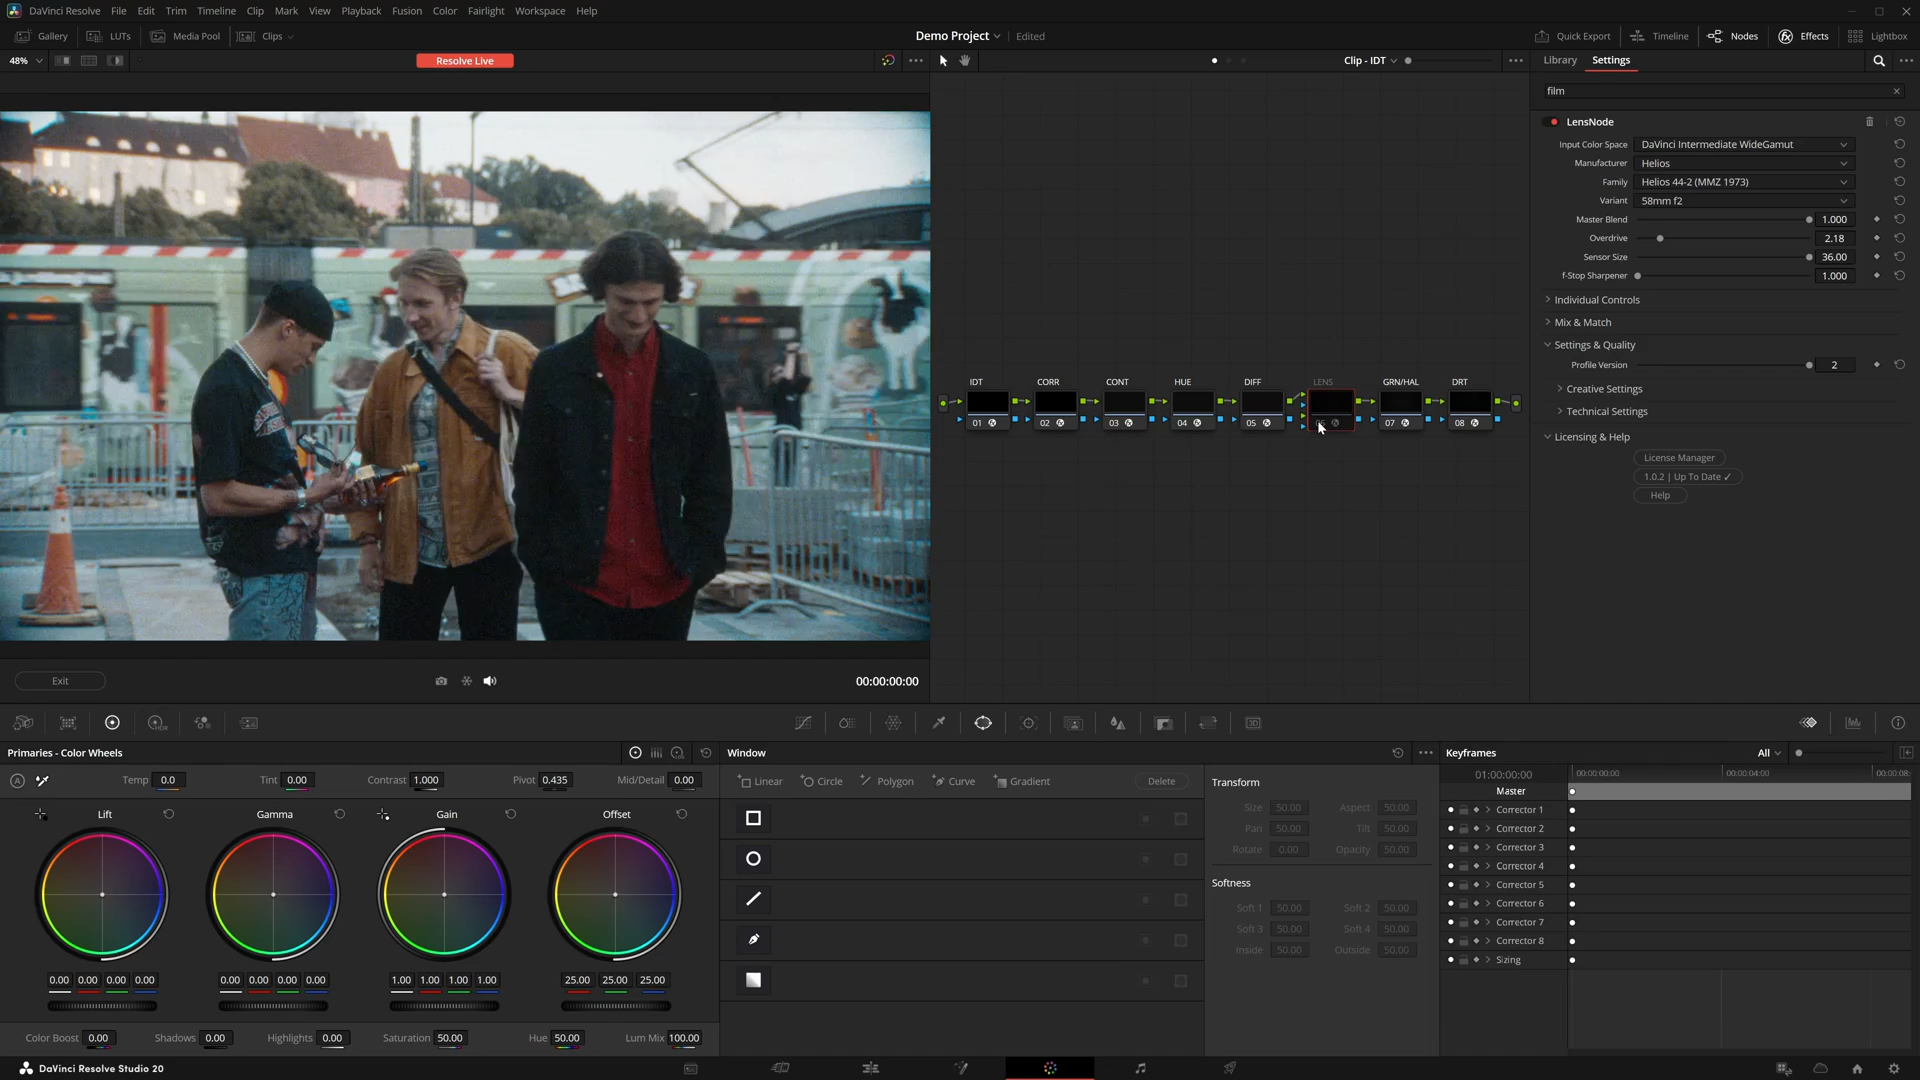 DaVinci Resolve File Edit Trim Timeline Clip Mark View Playback Fusion Color Fairlight Workspace Help
Gallery LUTs Media Pool Clips Demo Project Edited Quick Export Timeline Nodes Effects Lightbox
48% Resolve Live Clip - IDT Library Settings
film
LensNode
Input Color Space DaVinci Intermediate WideGamut
Manufacturer Helios
Family Helios 44-2 (MMZ 1973)
Variant 58mm f2
Master Blend 1.000
Overdrive 2.18
Sensor Size 36.00
f-Stop Sharpener 1.000
Individual Controls
Mix & Match
Settings & Quality
Profile Version 2
Creative Settings
Technical Settings
Licensing & Help
License Manager
1.0.2 | Up To Date ✓
Help
IDT CORR CONT HUE DIFF LENS GRN/HAL DRT
01 02 03 04 05 07 08
Exit 00:00:00:00
Primaries - Color Wheels
Temp 0.0 Tint 0.00 Contrast 1.000 Pivot 0.435 Mid/Detail 0.00
Lift Gamma Gain Offset
0.00 0.00 0.00 0.00 0.00 0.00 0.00 0.00 1.00 1.00 1.00 1.00 25.00 25.00 25.00
Color Boost 0.00 Shadows 0.00 Highlights 0.00 Saturation 50.00 Hue 50.00 Lum Mix 100.00
Window
Linear Circle Polygon Curve Gradient Delete
Transform
Size 50.00 Aspect 50.00
Pan 50.00 Tilt 50.00
Rotate 0.00 Opacity 50.00
Softness
Soft 1 50.00 Soft 2 50.00
Soft 3 50.00 Soft 4 50.00
Inside 50.00 Outside 50.00
Keyframes All
01:00:00:00 00:00:00:00 00:00:04:00 00:00:08:
Master
Corrector 1
Corrector 2
Corrector 3
Corrector 4
Corrector 5
Corrector 6
Corrector 7
Corrector 8
Sizing
DaVinci Resolve Studio 20